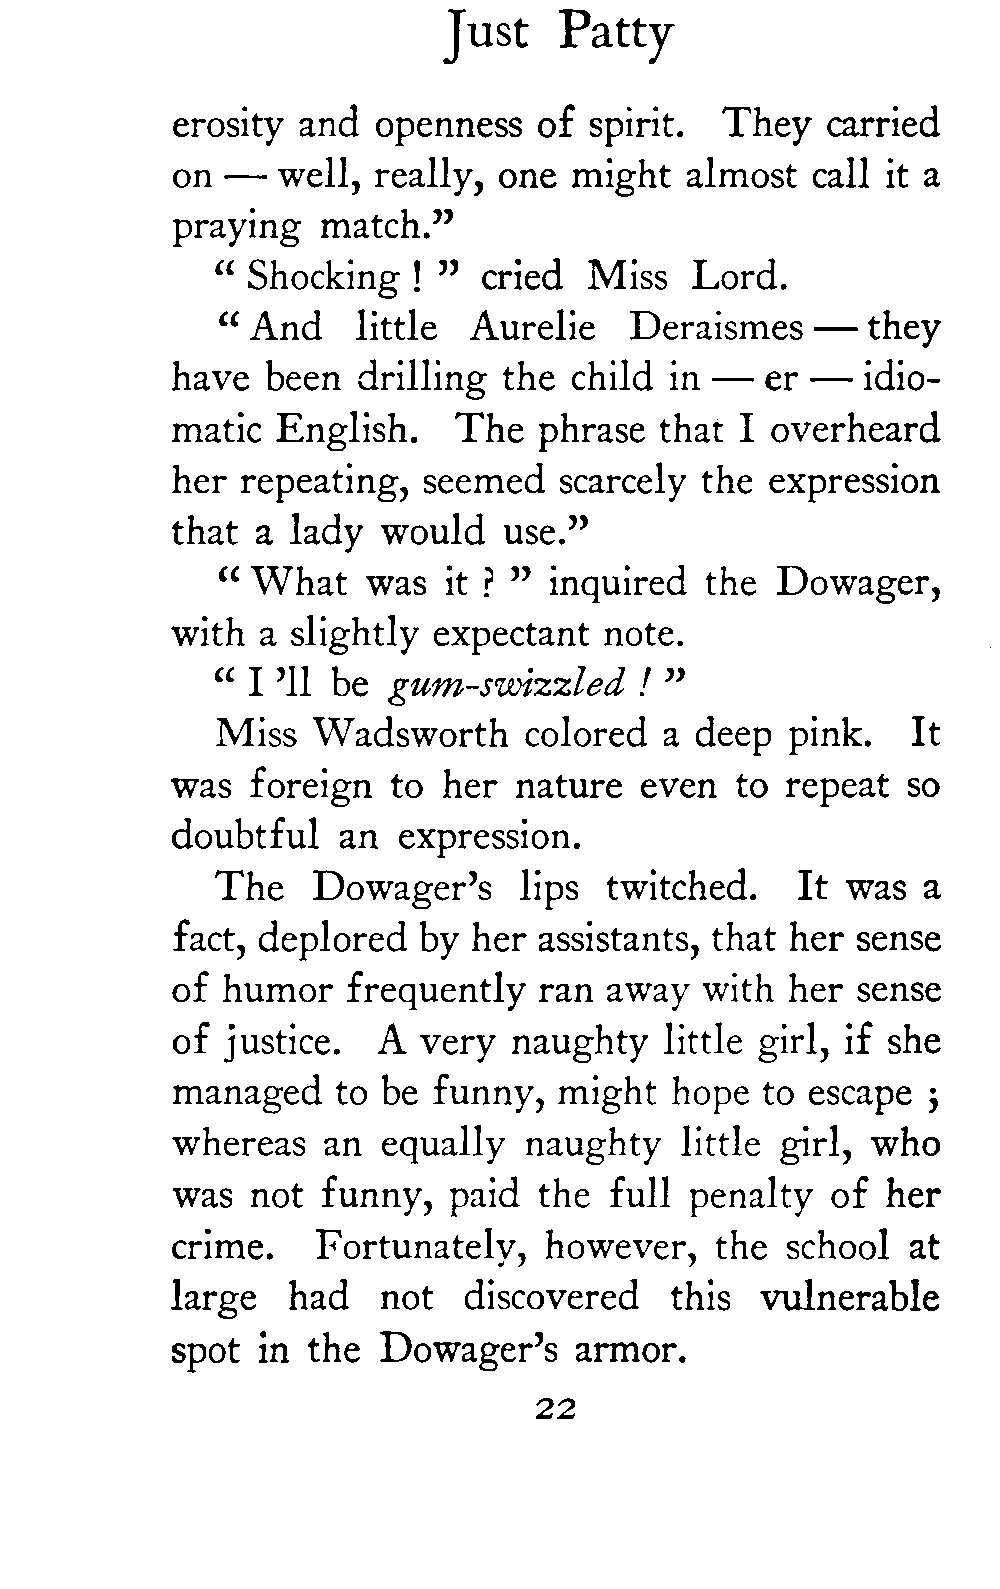 Just Patty
erosity and openness of spirit. They carried
on — well, really, one might almost call it a
praying match.”
“ Shocking ! ” cried Miss Lord.
“ And little Aurelie Deraismes — they
have been drilling the child in — er — idio-
matic English. The phrase that I overheard
her repeating, seemed scarcely the expression
that a lady would use.”
“ What was it ? ” inquired the Dowager,
with a slightly expectant note.
“ I ’ll be gum-swizzled ! ”
Miss Wadsworth colored a deep pink. It
was foreign to her nature even to repeat so
doubtful an expression.
The Dowager’s lips twitched. It was a
fact, deplored by her assistants, that her sense
of humor frequently ran away with her sense
of justice. A very naughty little girl, if she
managed to be funny, might hope to escape ;
whereas an equally naughty little girl, who
was not funny, paid the full penalty of her
crime. Fortunately, however, the school at
large had not discovered this vulnerable
spot in the Dowager’s armor.
22